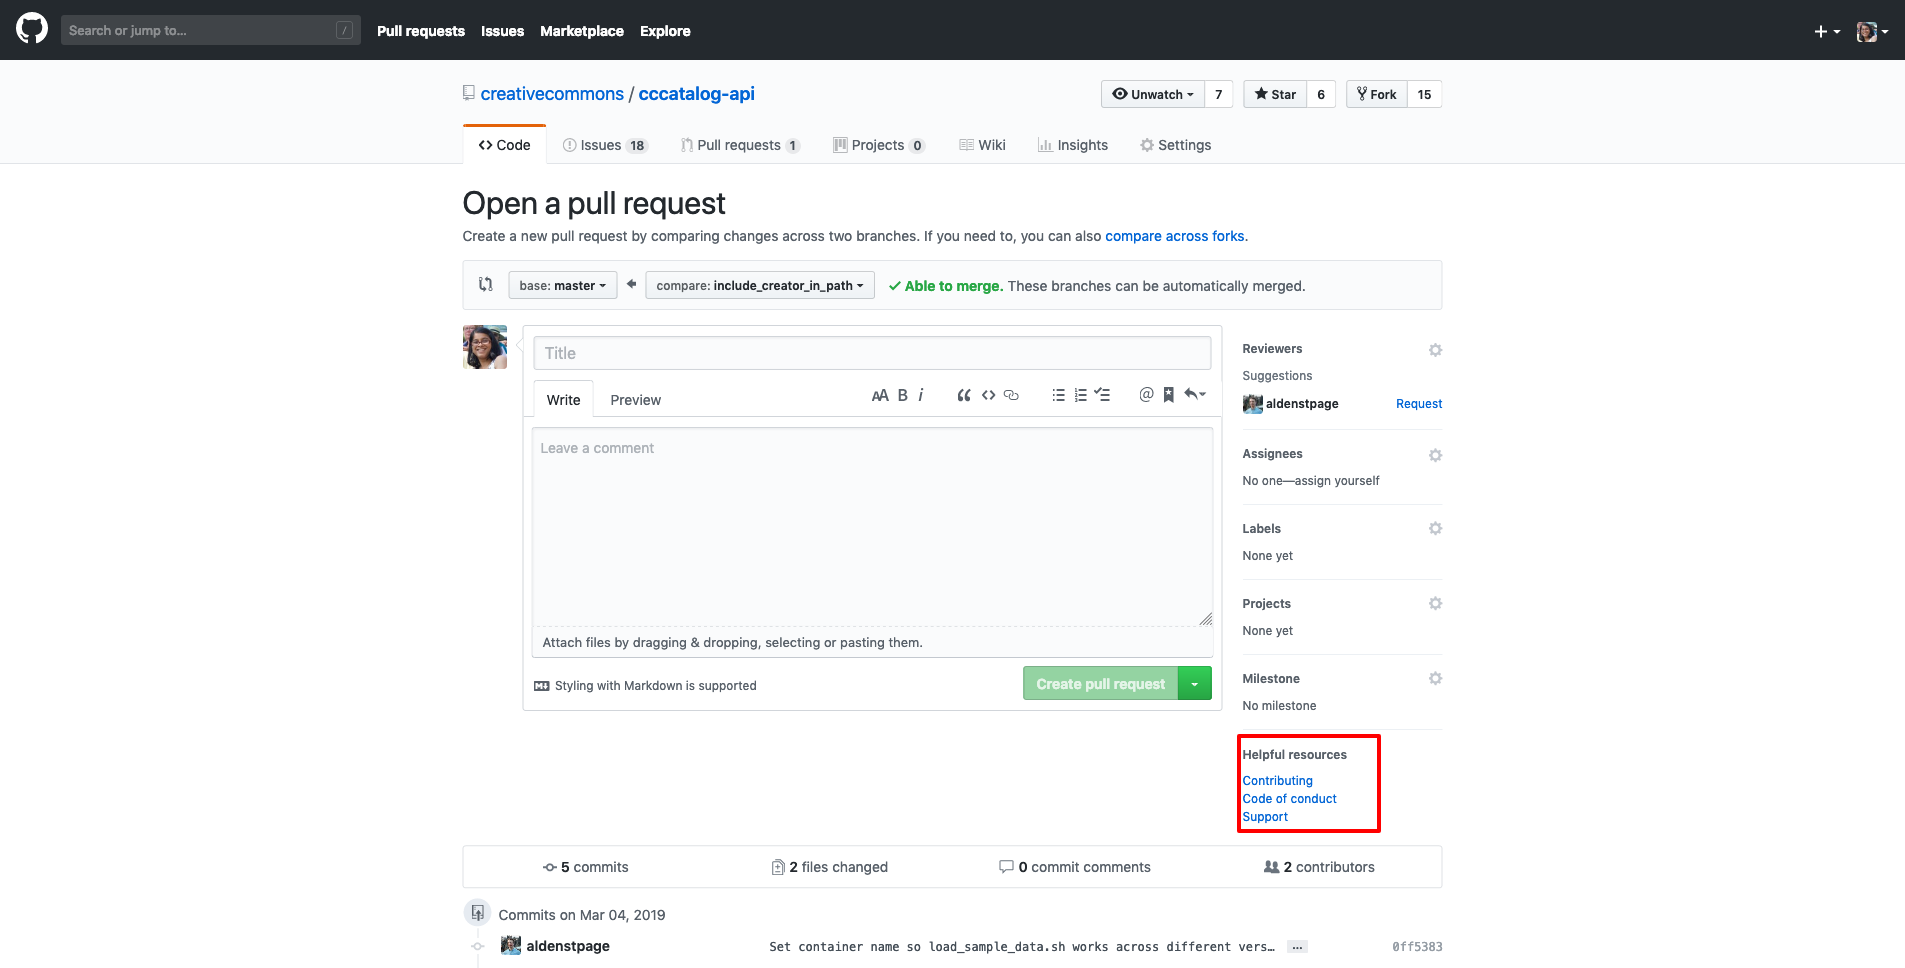 Search or jump to... /
Pull requests Issues Marketplace Explore
creativecommons / cccatalog-api
Unwatch 7 Star 6 Fork 15
Code Issues 18 Pull requests 1 Projects 0 Wiki Insights Settings
Open a pull request
Create a new pull request by comparing changes across two branches. If you need to, you can also compare across forks.
base: master compare: include_creator_in_path Able to merge. These branches can be automatically merged.
Title
Write Preview
Leave a comment
Attach files by dragging & dropping, selecting or pasting them.
Styling with Markdown is supported
Create pull request
Reviewers
Suggestions
aldenstpage Request
Assignees
No one—assign yourself
Labels
None yet
Projects
None yet
Milestone
No milestone
Helpful resources
Contributing
Code of conduct
Support
5 commits 2 files changed 0 commit comments 2 contributors
Commits on Mar 04, 2019
aldenstpage Set container name so load_sample_data.sh works across different vers… ... 0ff5383